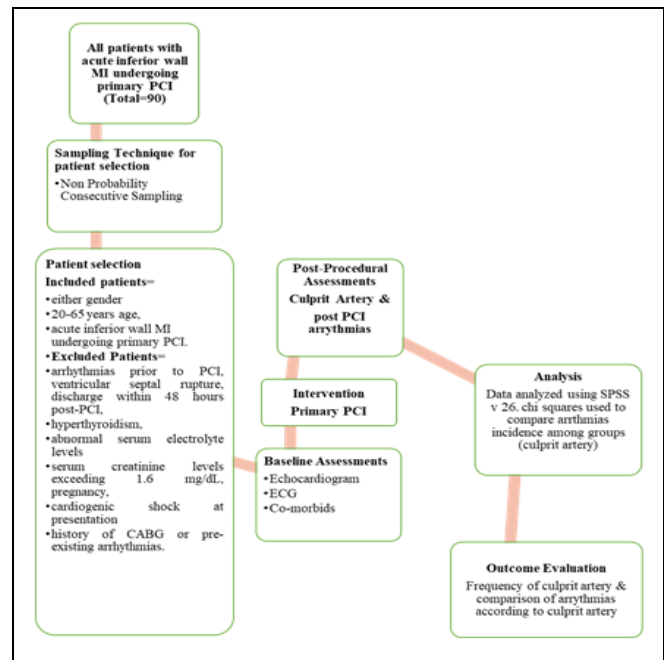 All patients with
acute inferior wall
MI undergoing
primary PCI
(Total=90)
Sampling Technique for
patient selection
•Non Probability
Consecutive Sampling
Patient selection
Included patients=
•either gender
•20-65 years age,
•acute inferior wall MI
undergoing primary PCI.
•Excluded Patients=
•arrhythmias prior to PCI,
ventricular septal rupture,
discharge within 48 hours
post-PCI,
•hyperthyroidism,
•abnormal serum electrolyte
levels
•serum creatinine levels
exceeding 1.6 mg/dL,
pregnancy,
•cardiogenic shock at
presentation
•history of CABG or pre-
existing arrhythmias.
Baseline Assessments
•Echocardiogram
•ECG
•Co-morbids
Intervention
Primary PCI
Post-Procedural
Assessments
Culprit Artery &
post PCI
arrythmias
Analysis
Data analyzed using SPSS
v 26. chi squares used to
compare arrthmias
incidence among groups
(culprit artery)
Outcome Evaluation
Frequency of culprit artery &
comparison of arrythmias
according to culprit artery